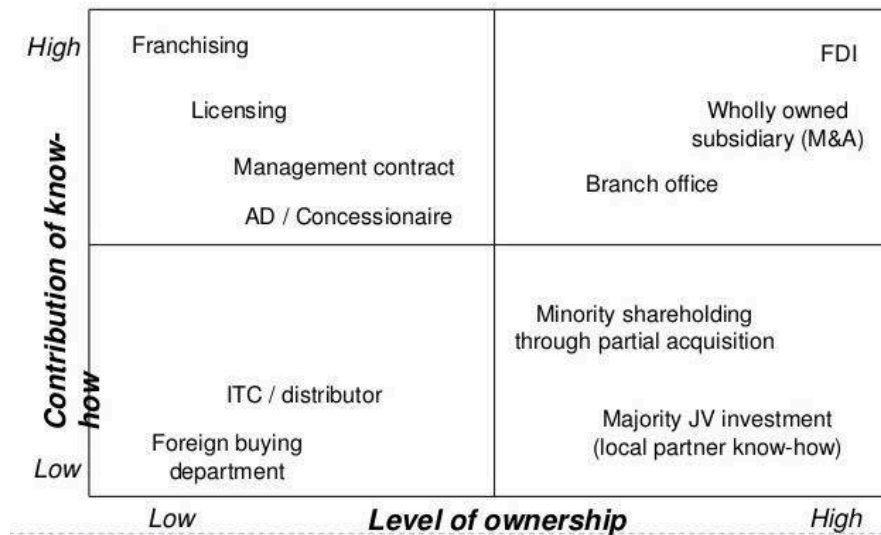 High
Franchising
FDI
Licensing
Wholly owned
subsidiary (M&A)
Management contract
Branch office
AD / Concessionaire
Contribution of know-
how
Minority shareholding
through partial acquisition
ITC / distributor
Majority JV investment
(local partner know-how)
Foreign buying
department
Low
Low
Level of ownership
High